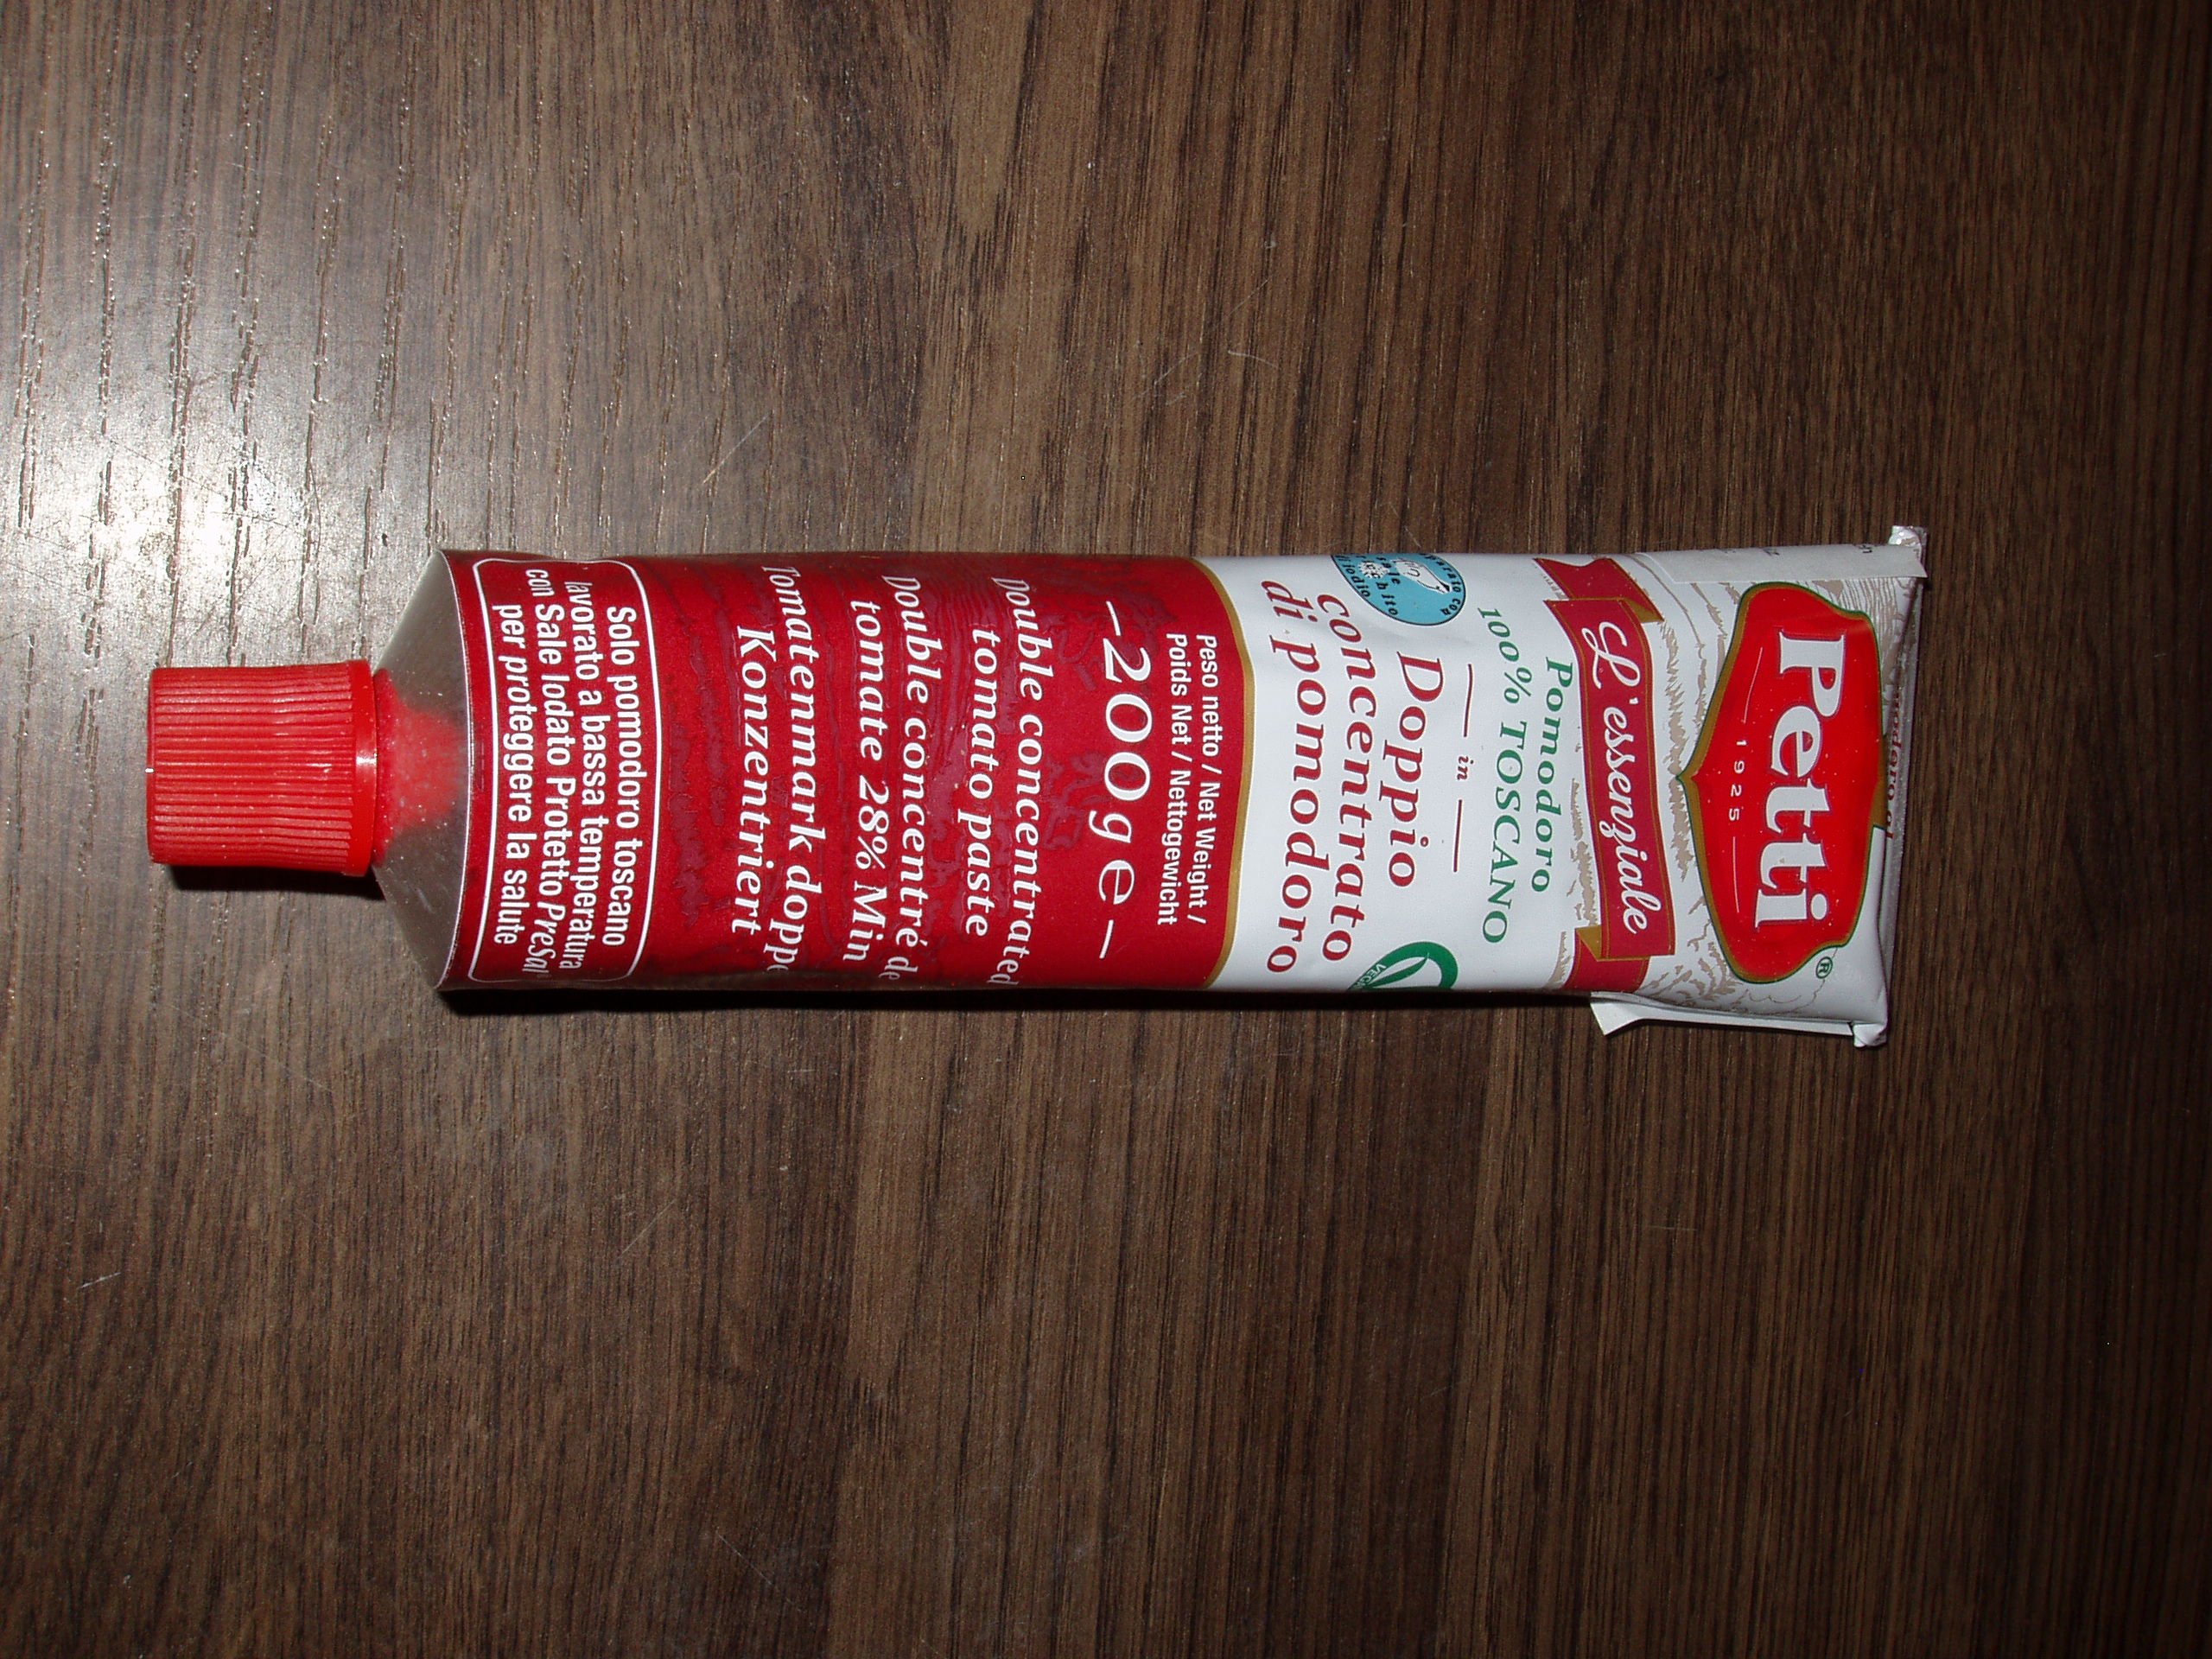 Petti
®
1925
L'essenziale
Pomodoro
100% TOSCANO
in
Doppio
concentrato
di pomodoro
Peso netto / Net Weight /
Poids Net / Nettogewicht
200g e
Double concentrated
tomato paste
Double concentré de
tomate 28% Min
Tomatenmark dopp
Konzentriert
Solo pomodoro toscano
lavorato a bassa temperatura
con Sale Iodato Protetto PreSal
per proteggere la salute